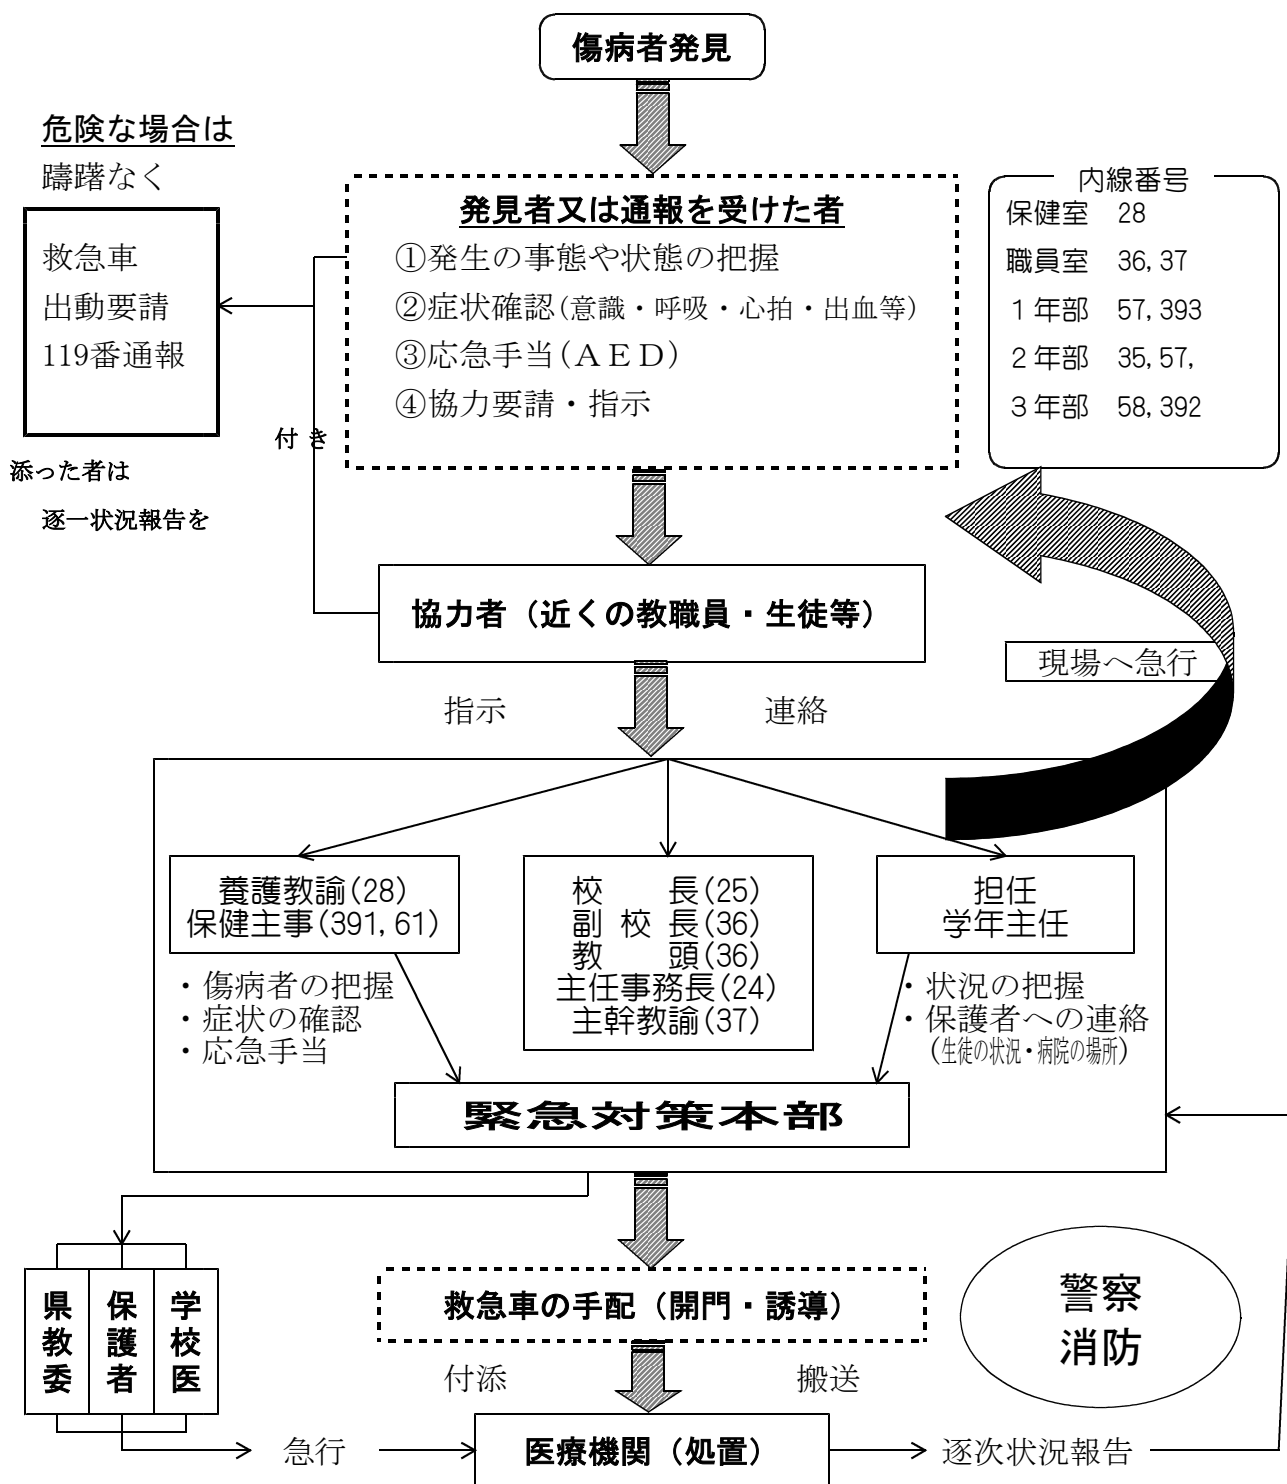 傷病者発見
危険な場合は
躊躇なく
救急車
出動要請
119番通報
付き
添った者は
逐一状況報告を
発見者又は通報を受けた者
①発生の事態や状態の把握
②症状確認(意識・呼吸・心拍・出血等)
③応急手当(ＡＥＤ)
④協力要請・指示
内線番号
保健室　28
職員室　36,37
１年部　57,393
２年部　35,57,
３年部　58,392
協力者（近くの教職員・生徒等）
現場へ急行
指示　連絡
養護教諭(28)
保健主事(391,61)
・傷病者の把握
・症状の確認
・応急手当
校　　長(25)
副 校 長(36)
教　　頭(36)
主任事務長(24)
主幹教諭(37)
担任
学年主任
・状況の把握
・保護者への連絡
(生徒の状況・病院の場所)
緊急対策本部
県教委
保護者
学校医
救急車の手配（開門・誘導）
警察
消防
付添　搬送
急行
医療機関（処置）
逐次状況報告